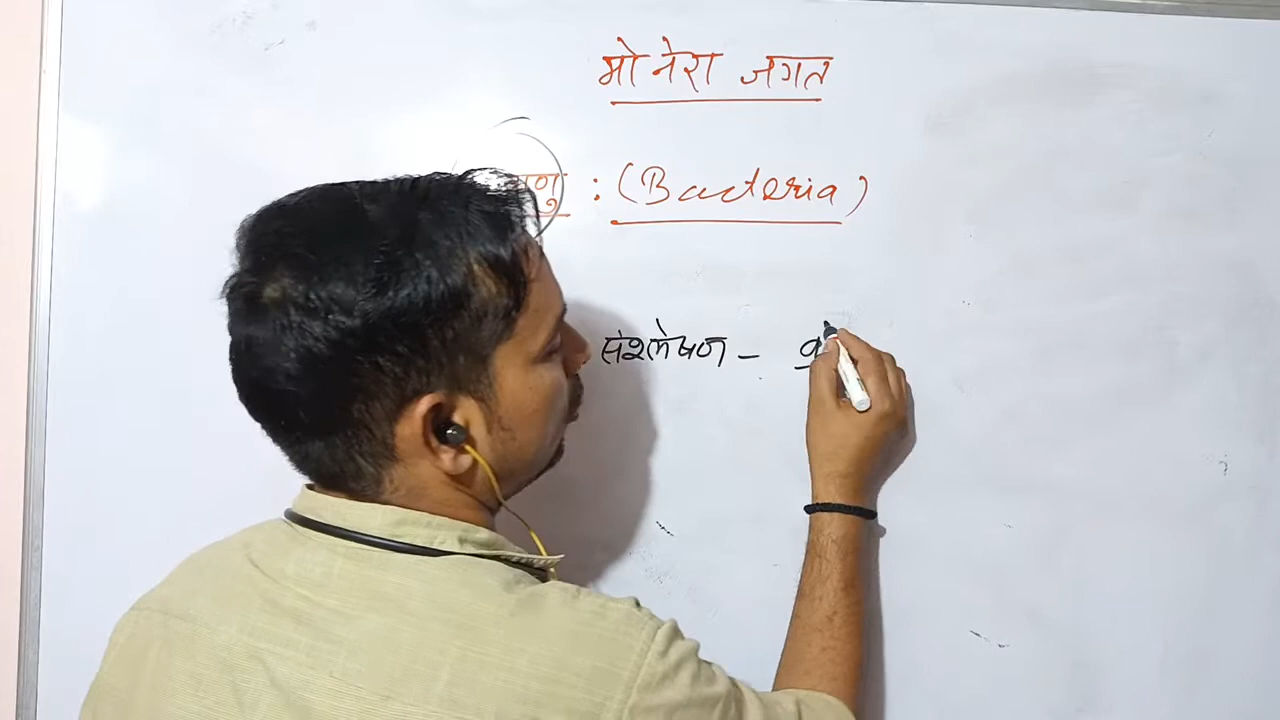 मोनेरा जगत
: (Bacteria)
संश्लेषण -